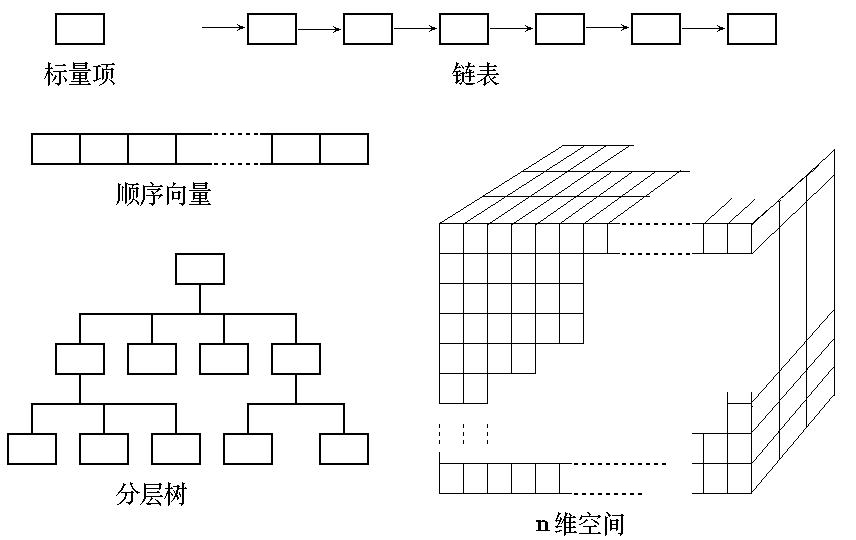 标量项
链表
顺序向量
分层树
n 维空间